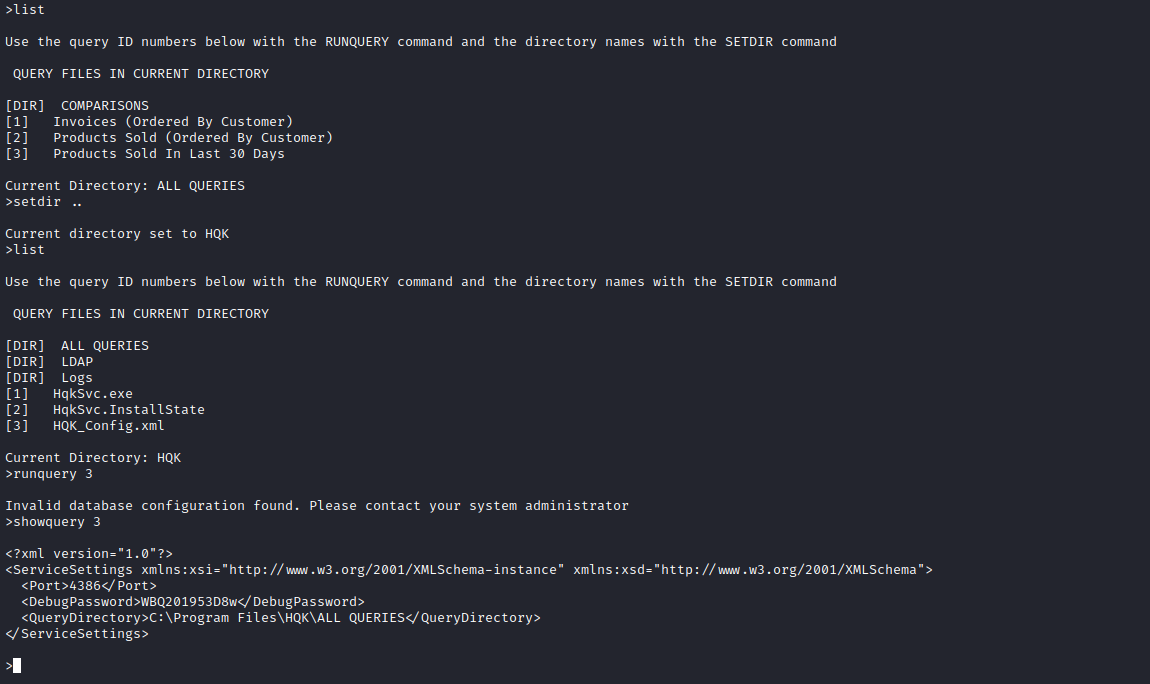 >list
Use the query ID numbers below with the RUNQUERY command and the directory names with the SETDIR command
QUERY FILES IN CURRENT DIRECTORY
[DIR]  COMPARISONS
[1]   Invoices (Ordered By Customer)
[2]   Products Sold (Ordered By Customer)
[3]   Products Sold In Last 30 Days
Current Directory: ALL QUERIES
>setdir ..
Current directory set to HQK
>list
Use the query ID numbers below with the RUNQUERY command and the directory names with the SETDIR command
QUERY FILES IN CURRENT DIRECTORY
[DIR]  ALL QUERIES
[DIR]  LDAP
[DIR]  Logs
[1]   HqkSvc.exe
[2]   HqkSvc.InstallState
[3]   HQK_Config.xml
Current Directory: HQK
>runquery 3
Invalid database configuration found. Please contact your system administrator
>showquery 3
<?xml version="1.0"?>
<ServiceSettings xmlns:xsi="http://www.w3.org/2001/XMLSchema-instance" xmlns:xsd="http://www.w3.org/2001/XMLSchema">
  <Port>4386</Port>
  <DebugPassword>WBQ201953D8w</DebugPassword>
  <QueryDirectory>C:\Program Files\HQK\ALL QUERIES</QueryDirectory>
</ServiceSettings>
>